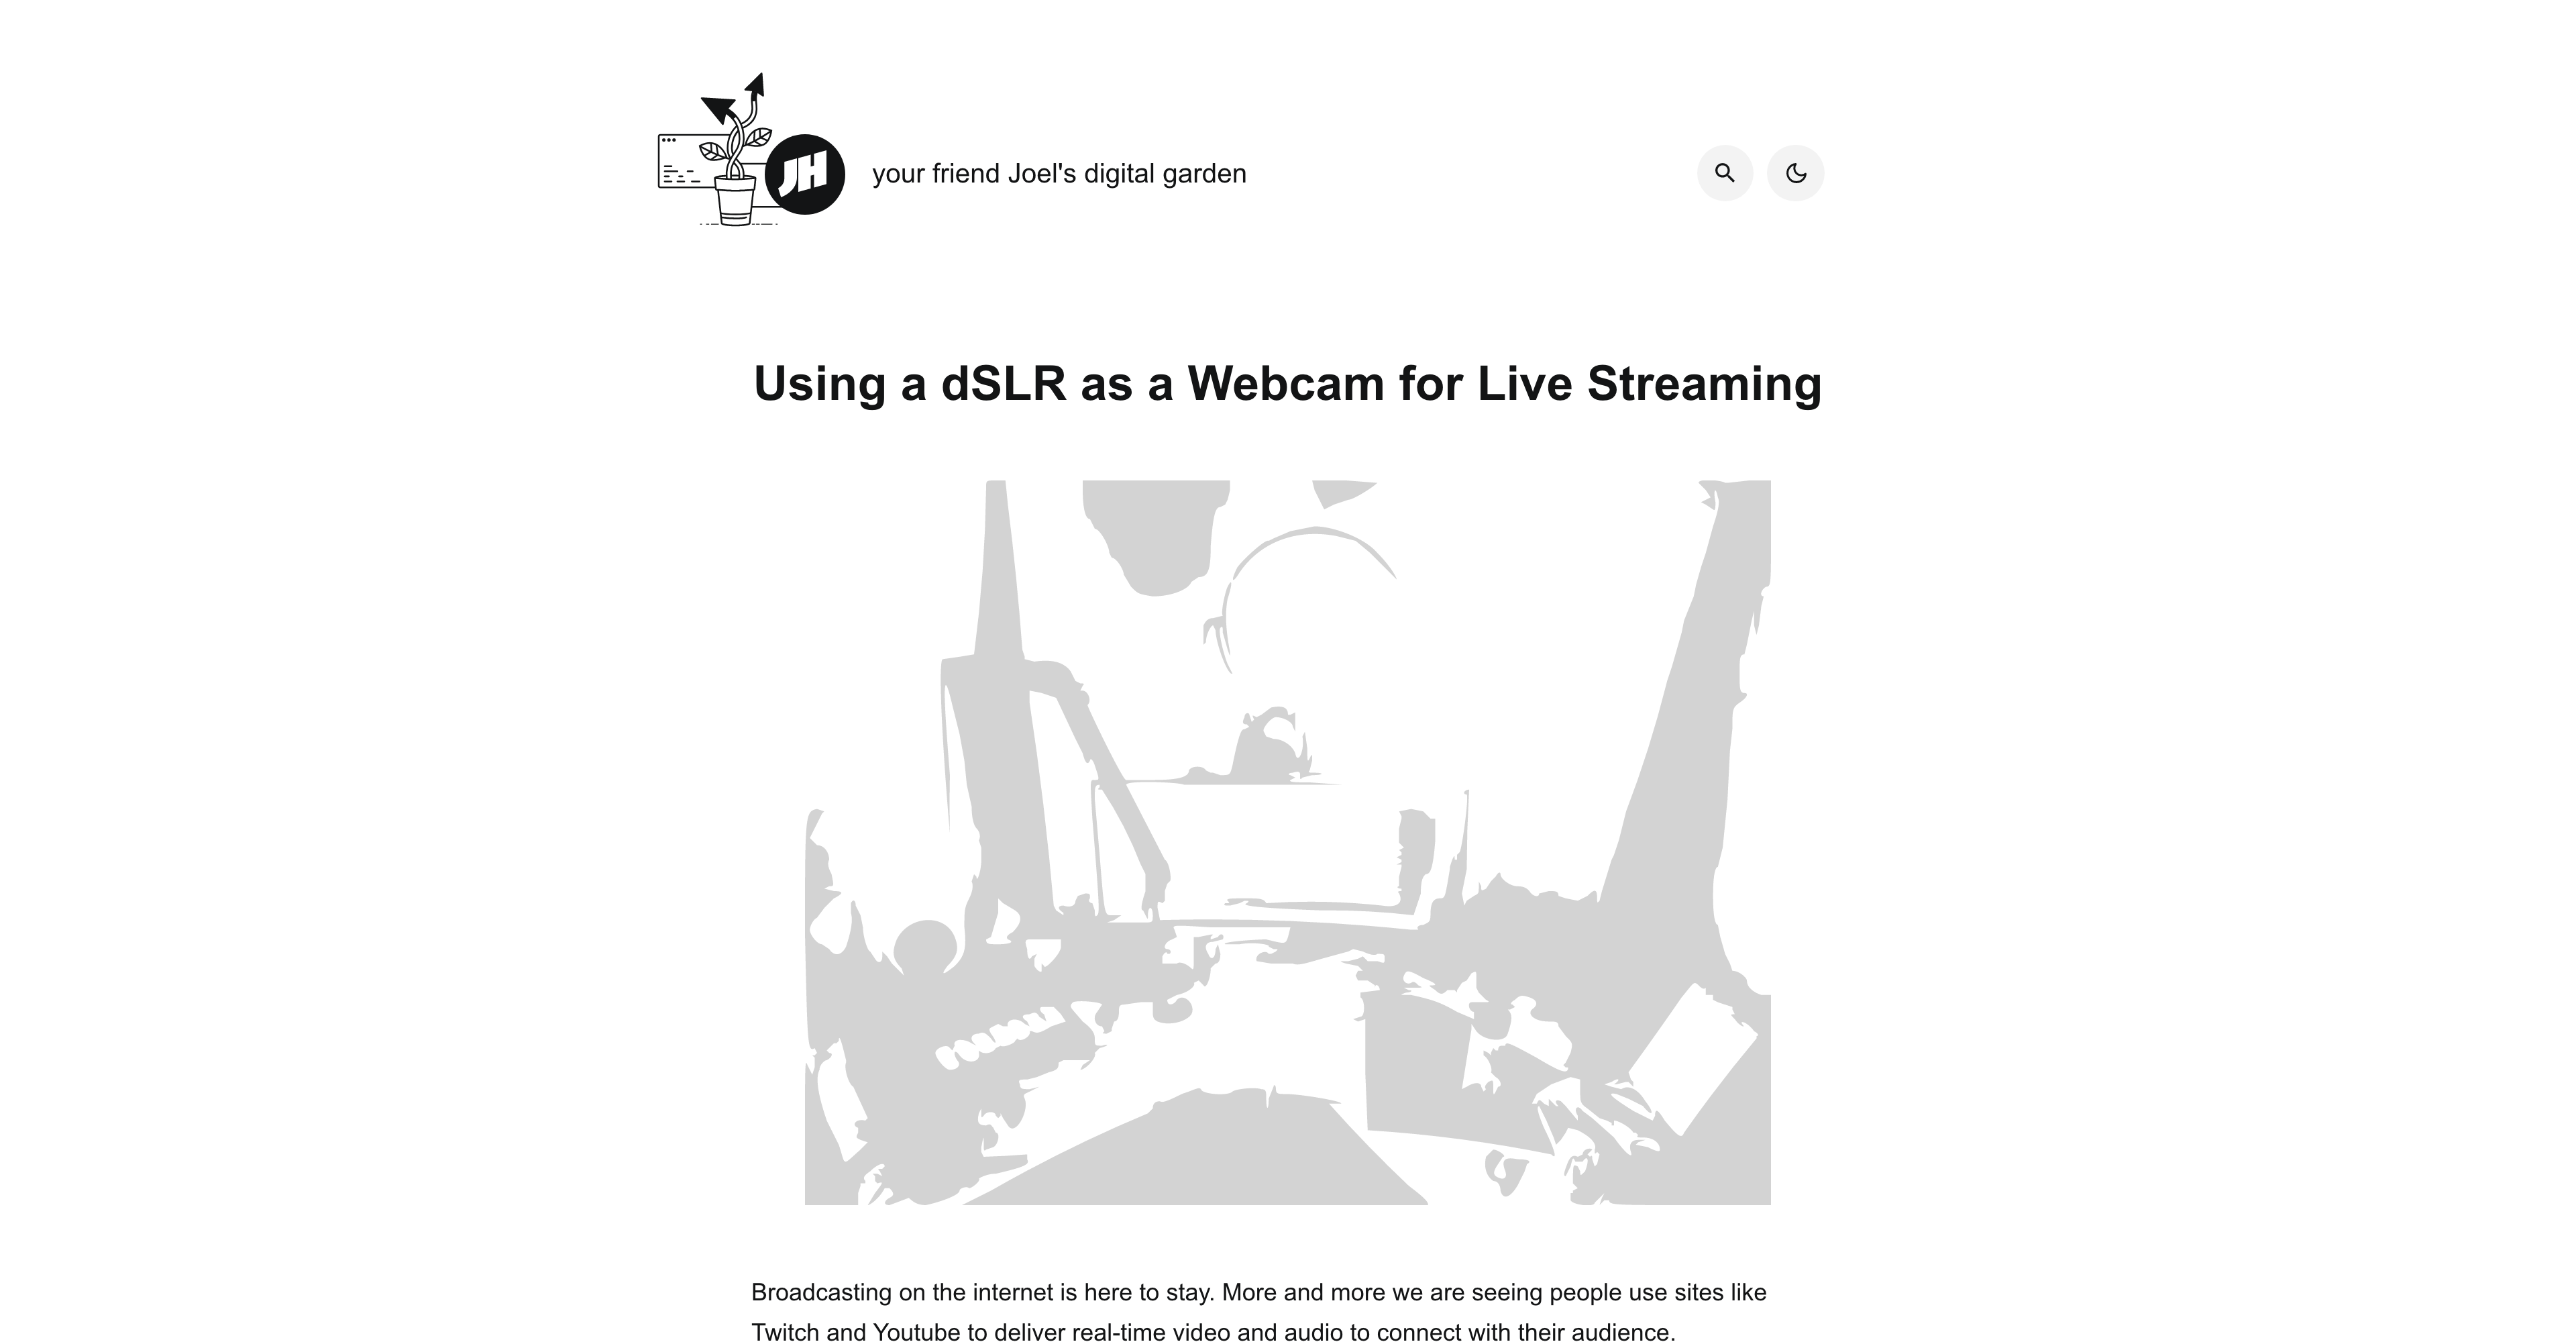 JH
your friend Joel's digital garden
Using a dSLR as a Webcam for Live Streaming
Broadcasting on the internet is here to stay. More and more we are seeing people use sites like
Twitch and Youtube to deliver real-time video and audio to connect with their audience.